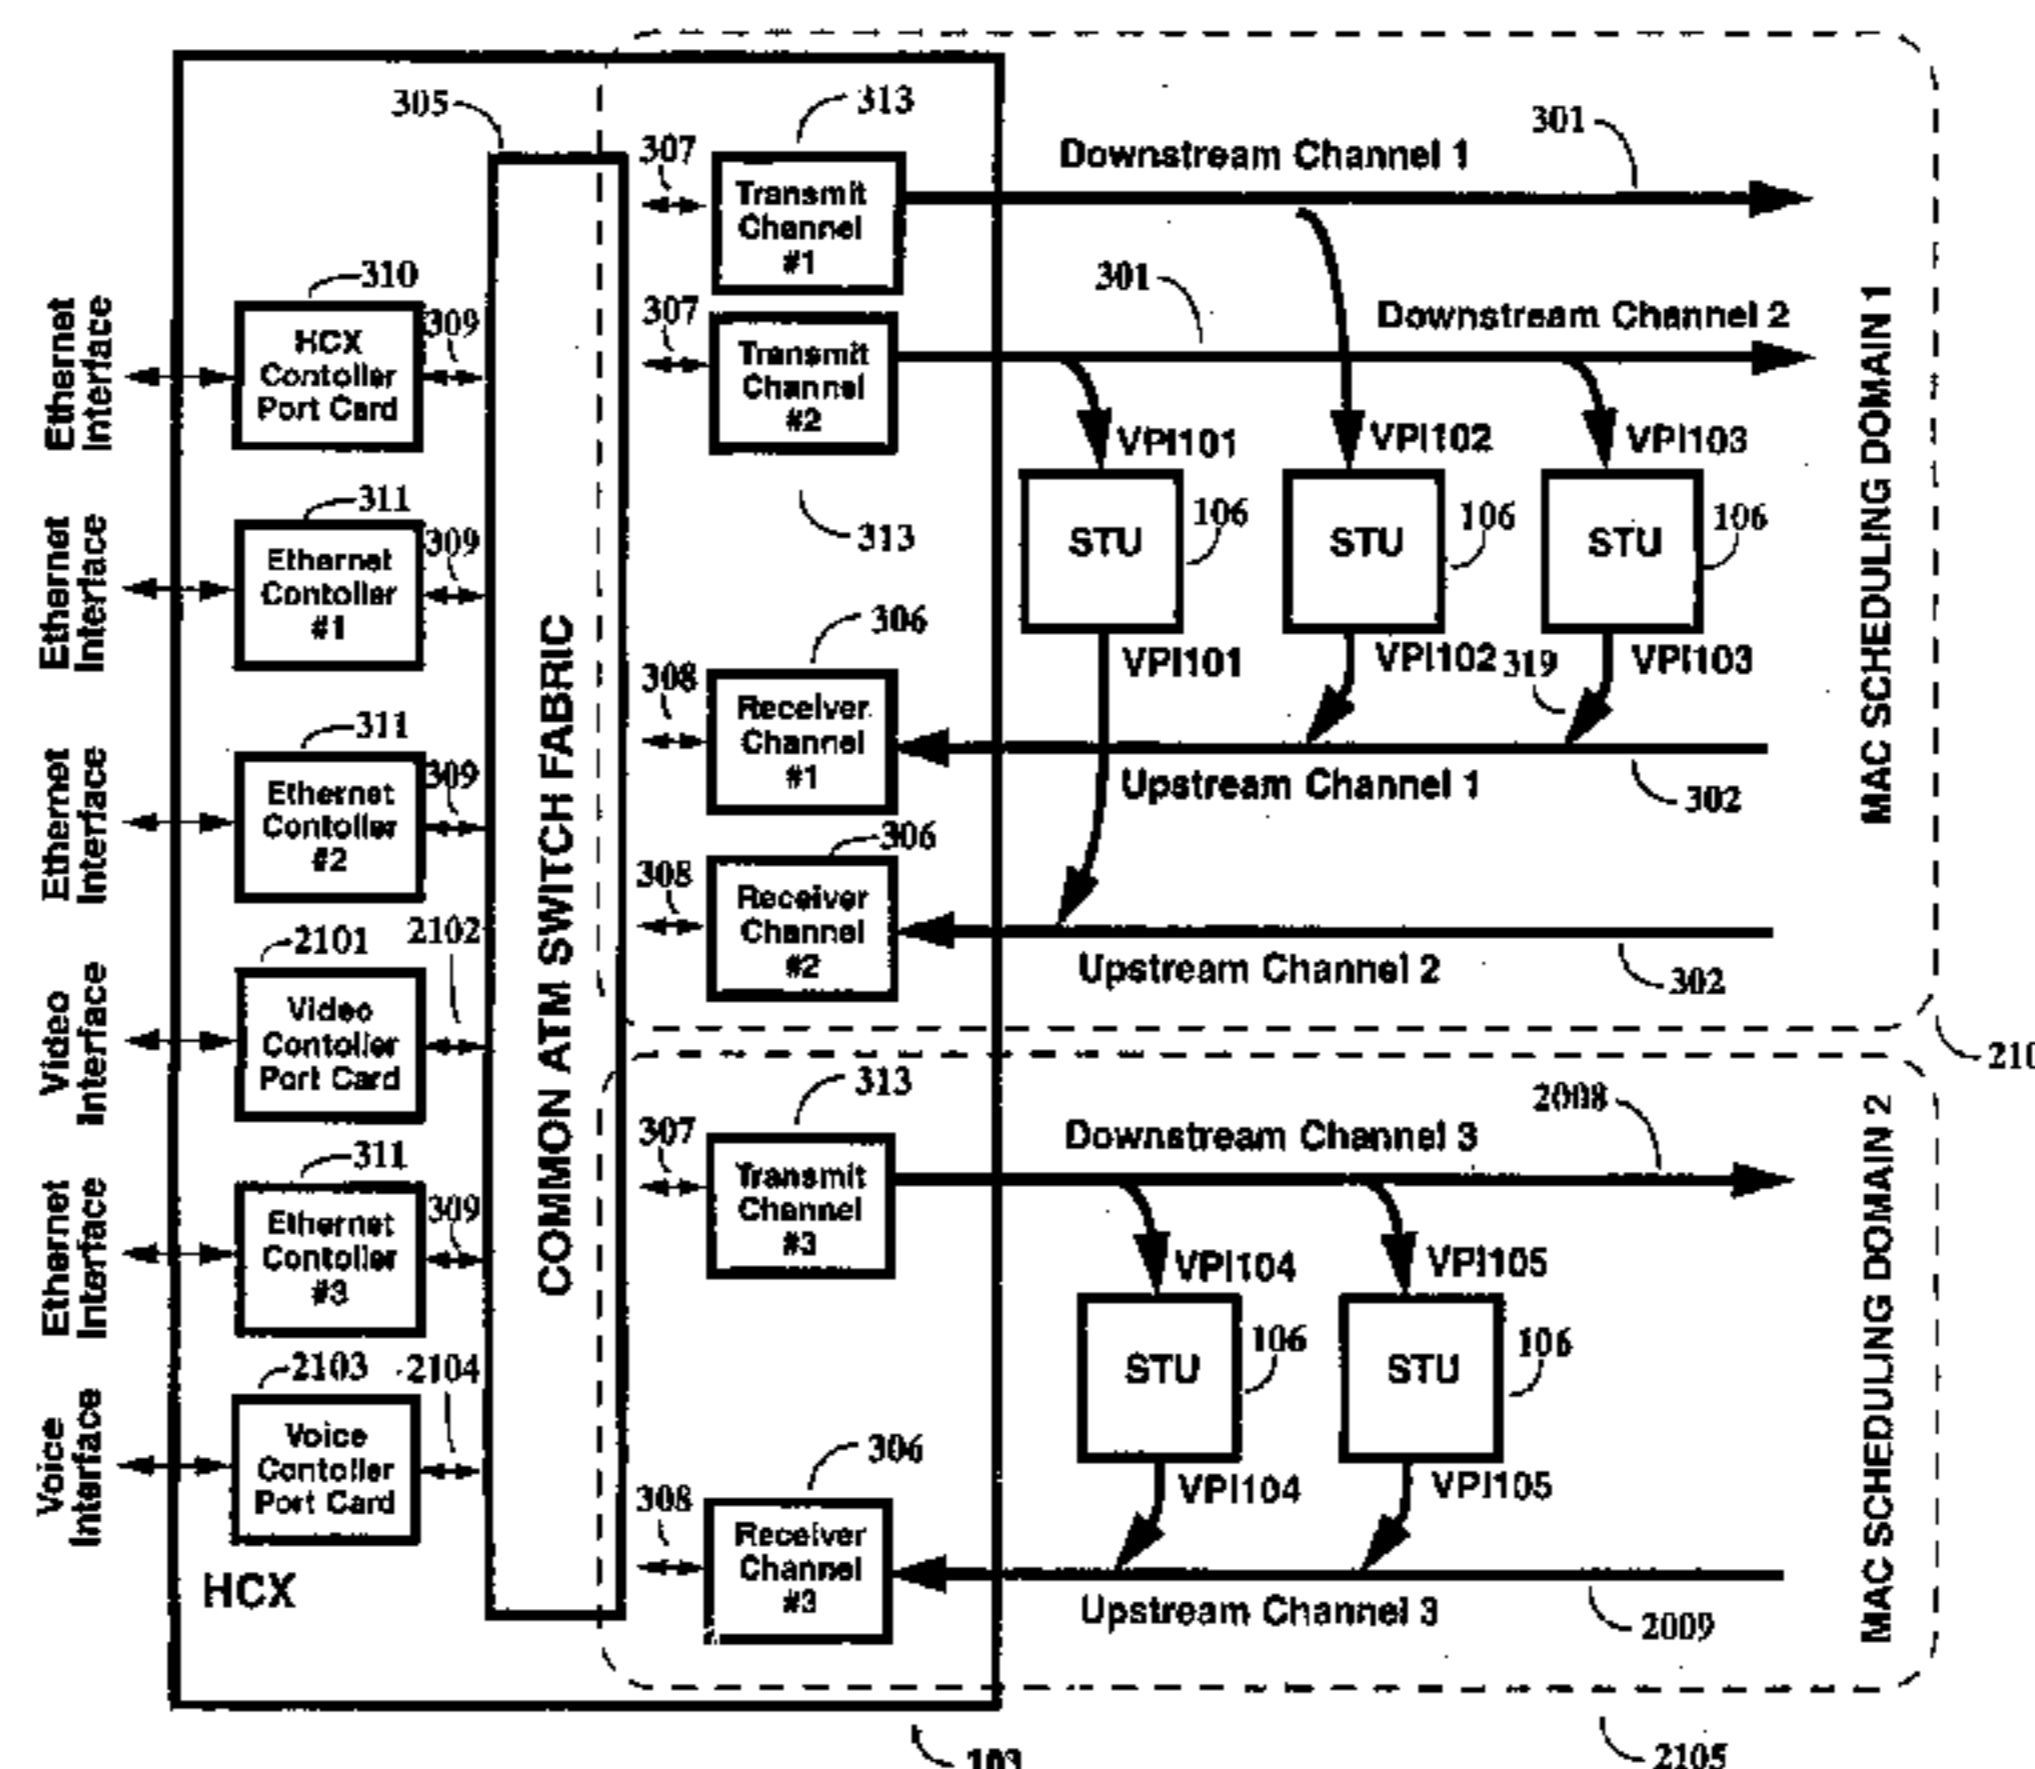 305
313
307
Transmit
Channel
#1
Downstream Channel 1
301
310
309
Ethernet
Interface
HCX
Contoller
Port Card
307
Transmit
Channel
#2
313
301
Downstream Channel 2
VPI101
VPI102
VPI103
STU
106
STU
106
STU
106
VPI101
VPI102
319
VPI103
311
309
Ethernet
Interface
Ethernet
Contoller
#1
306
308
Receiver
Channel
#1
Upstream Channel 1
302
311
309
Ethernet
Interface
Ethernet
Contoller
#2
306
308
Receiver
Channel
#2
Upstream Channel 2
302
MAC SCHEDULING DOMAIN 1
COMMON ATM SWITCH FABRIC
2101
2102
Video
Interface
Video
Contoller
Port Card
313
307
Transmit
Channel
#3
Downstream Channel 3
2008
311
309
Ethernet
Interface
Ethernet
Contoller
#3
VPI104
VPI105
STU
106
STU
106
VPI104
VPI105
2103
2104
Voice
Interface
Voice
Contoller
Port Card
306
308
Receiver
Channel
#3
Upstream Channel 3
2009
MAC SCHEDULING DOMAIN 2
HCX
103
2105